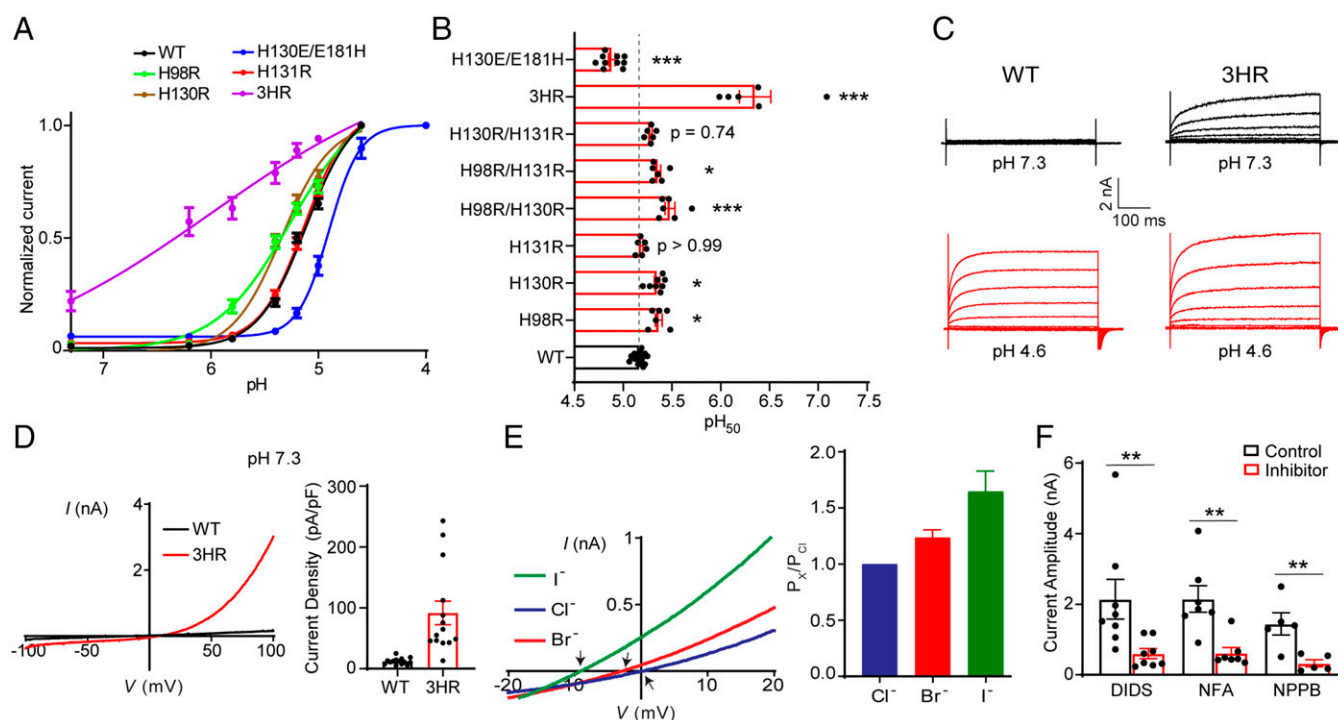 A
WT
H98R
H130R
H130E/E181H
H131R
3HR
Normalized current
1.0
0.5
0
7
6
5
4
pH
B
H130E/E181H
***
3HR
***
H130R/H131R
p = 0.74
H98R/H131R
*
H98R/H130R
***
H131R
p > 0.99
H130R
*
H98R
*
WT
4.5
5.0
5.5
6.0
6.5
7.0
7.5
pH50
C
WT
3HR
pH 7.3
pH 7.3
2 nA
100 ms
pH 4.6
pH 4.6
D
pH 7.3
I (nA)
4
2
WT
3HR
-100
-50
50
100
V (mV)
Current Density (pA/pF)
300
200
100
0
WT
3HR
E
I (nA)
1
0.5
I-
Cl-
Br-
-20
-10
0
10
20
V (mV)
PX/PCl
2.0
1.5
1.0
0.5
0.0
Cl-
Br-
I-
F
Control
Inhibitor
Current Amplitude (nA)
6
4
2
0
**
**
**
DIDS
NFA
NPPB